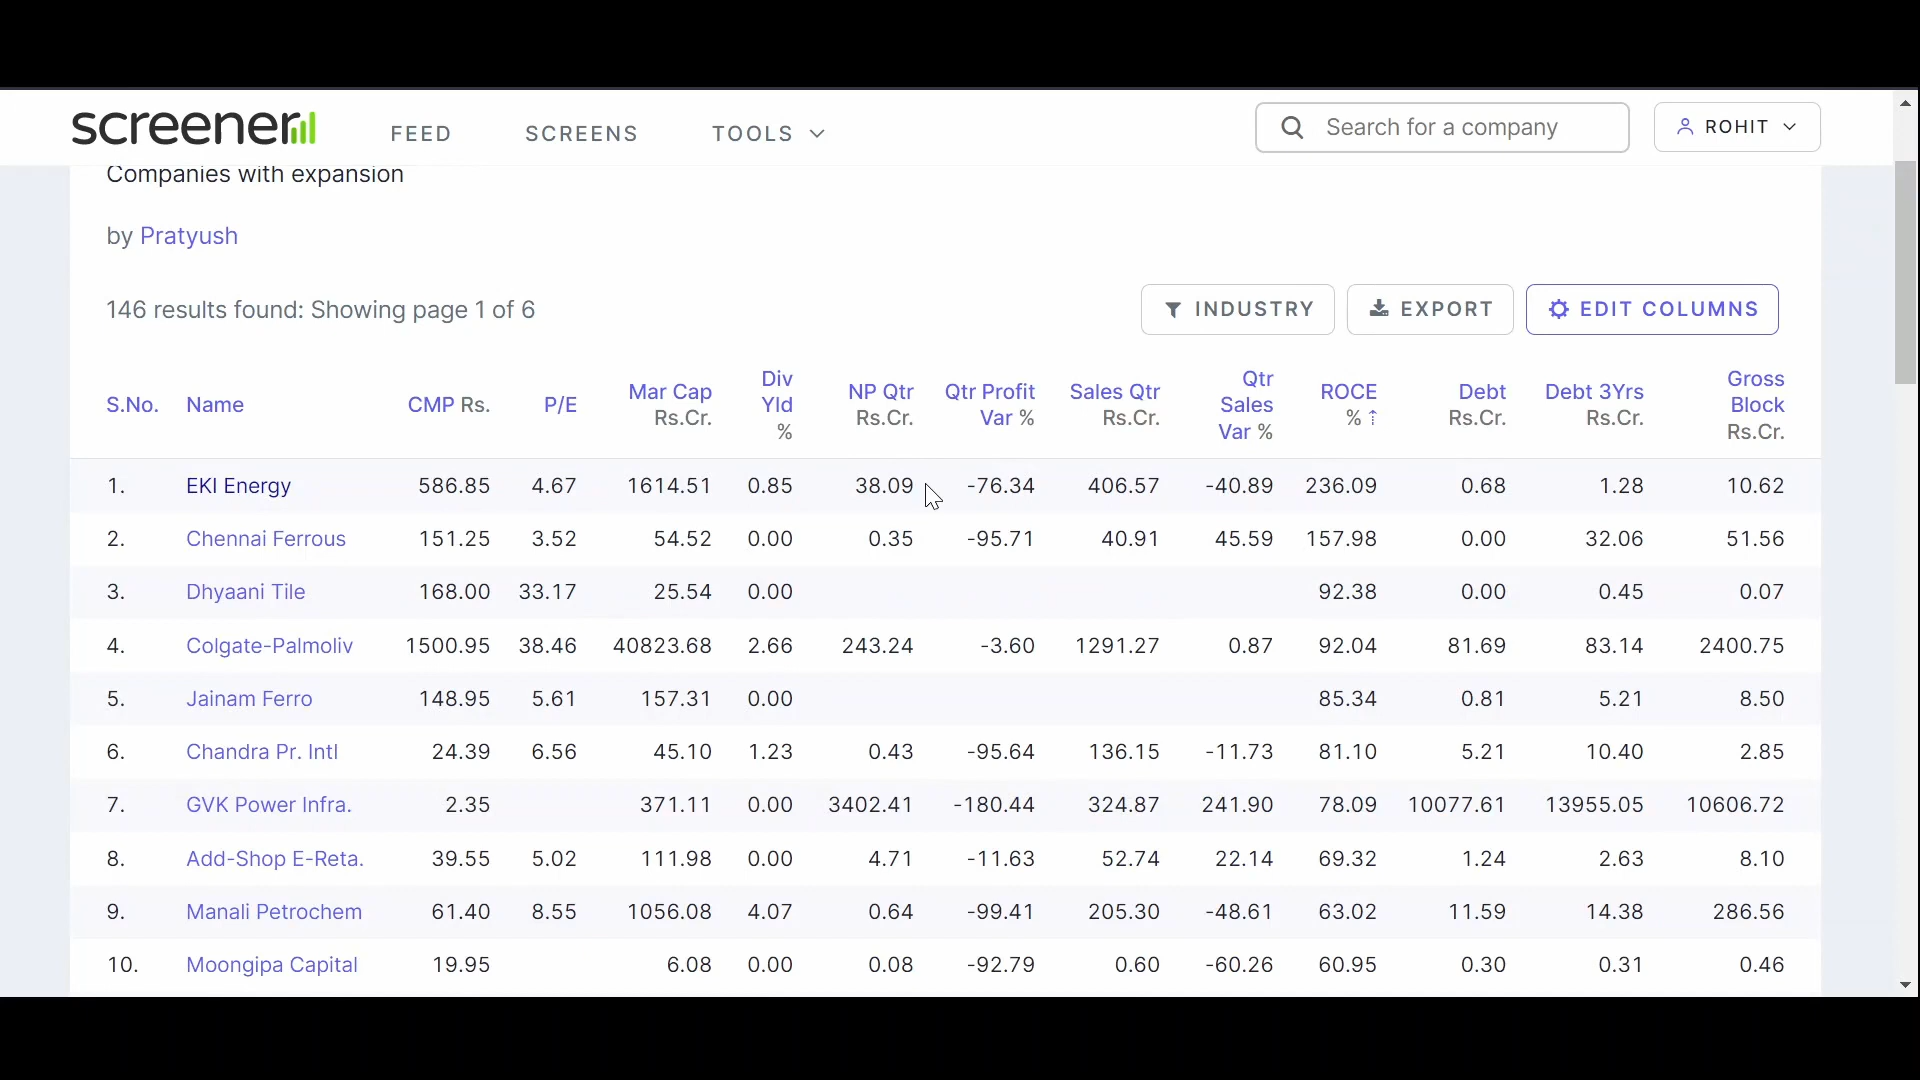 screener FEED SCREENS TOOLS Search for a company ROHIT
Companies with expansion
by Pratyush
146 results found: Showing page 1 of 6 INDUSTRY EXPORT EDIT COLUMNS
S.No. Name CMP Rs. P/E Mar Cap Rs.Cr. Div Yld % NP Qtr Rs.Cr. Qtr Profit Var % Sales Qtr Rs.Cr. Qtr Sales Var % ROCE % ⇡ Debt Rs.Cr. Debt 3Yrs Rs.Cr. Gross Block Rs.Cr.
1. EKI Energy 586.85 4.67 1614.51 0.85 38.09 -76.34 406.57 -40.89 236.09 0.68 1.28 10.62
2. Chennai Ferrous 151.25 3.52 54.52 0.00 0.35 -95.71 40.91 45.59 157.98 0.00 32.06 51.56
3. Dhyaani Tile 168.00 33.17 25.54 0.00 92.38 0.00 0.45 0.07
4. Colgate-Palmoliv 1500.95 38.46 40823.68 2.66 243.24 -3.60 1291.27 0.87 92.04 81.69 83.14 2400.75
5. Jainam Ferro 148.95 5.61 157.31 0.00 85.34 0.81 5.21 8.50
6. Chandra Pr. Intl 24.39 6.56 45.10 1.23 0.43 -95.64 136.15 -11.73 81.10 5.21 10.40 2.85
7. GVK Power Infra. 2.35 371.11 0.00 3402.41 -180.44 324.87 241.90 78.09 10077.61 13955.05 10606.72
8. Add-Shop E-Reta. 39.55 5.02 111.98 0.00 4.71 -11.63 52.74 22.14 69.32 1.24 2.63 8.10
9. Manali Petrochem 61.40 8.55 1056.08 4.07 0.64 -99.41 205.30 -48.61 63.02 11.59 14.38 286.56
10. Moongipa Capital 19.95 6.08 0.00 0.08 -92.79 0.60 -60.26 60.95 0.30 0.31 0.46